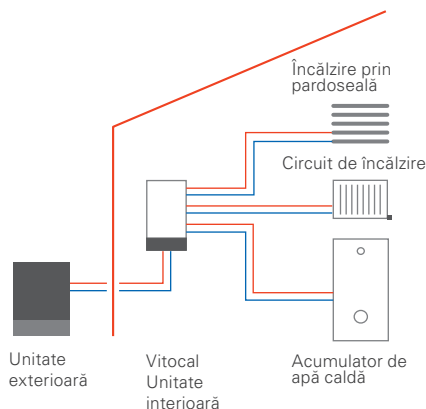 Încălzire prin
pardoseală
Circuit de încălzire
Unitate
exterioară
Vitocal
Unitate
interioară
Acumulator de
apă caldă